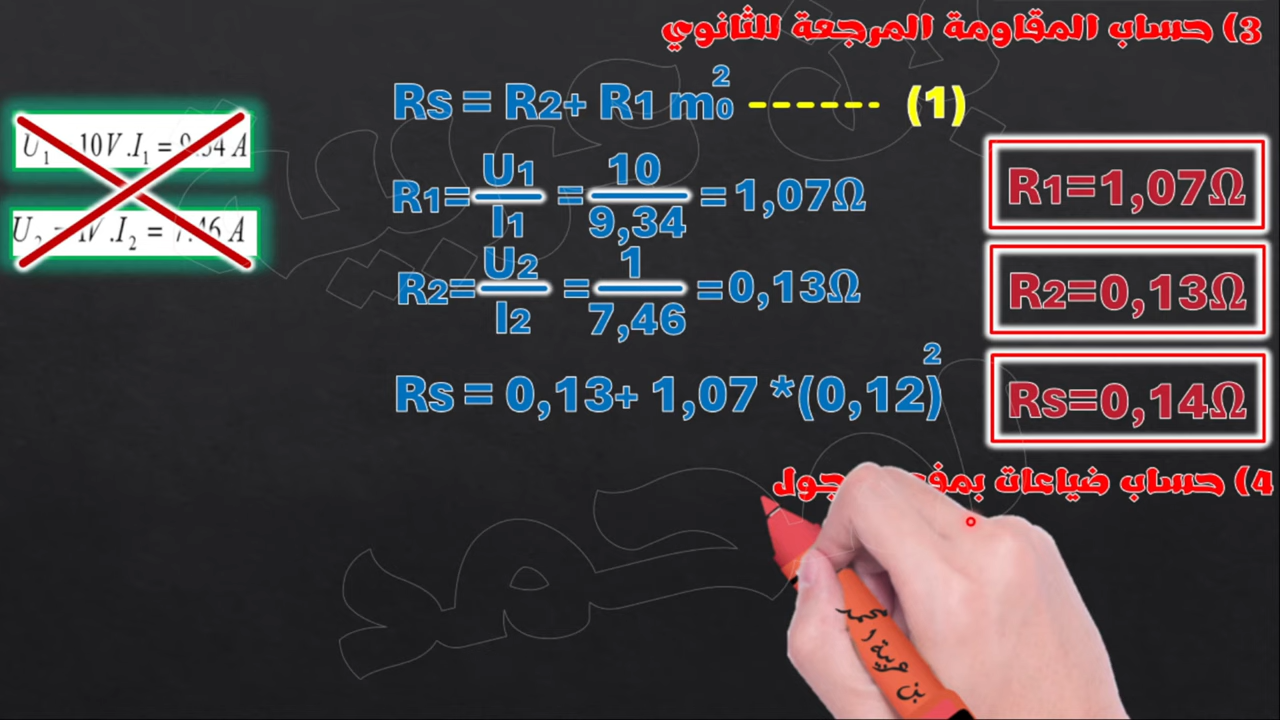 3) حساب المقاومة المرجعة للثانوي
Rs = R2+ R1 m₀² ------ (1)
R1= U1/I1 = 10/9,34 = 1,07Ω
R2= U2/I2 = 1/7,46 = 0,13Ω
Rs = 0,13+ 1,07 *(0,12)²
R1=1,07Ω
R2=0,13Ω
Rs=0,14Ω
4) حساب ضياعات جول